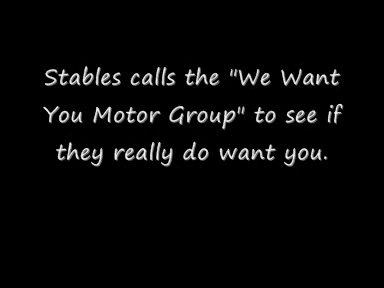 Stables calls the "We Want
You Motor Group" to see if
they really do want you.